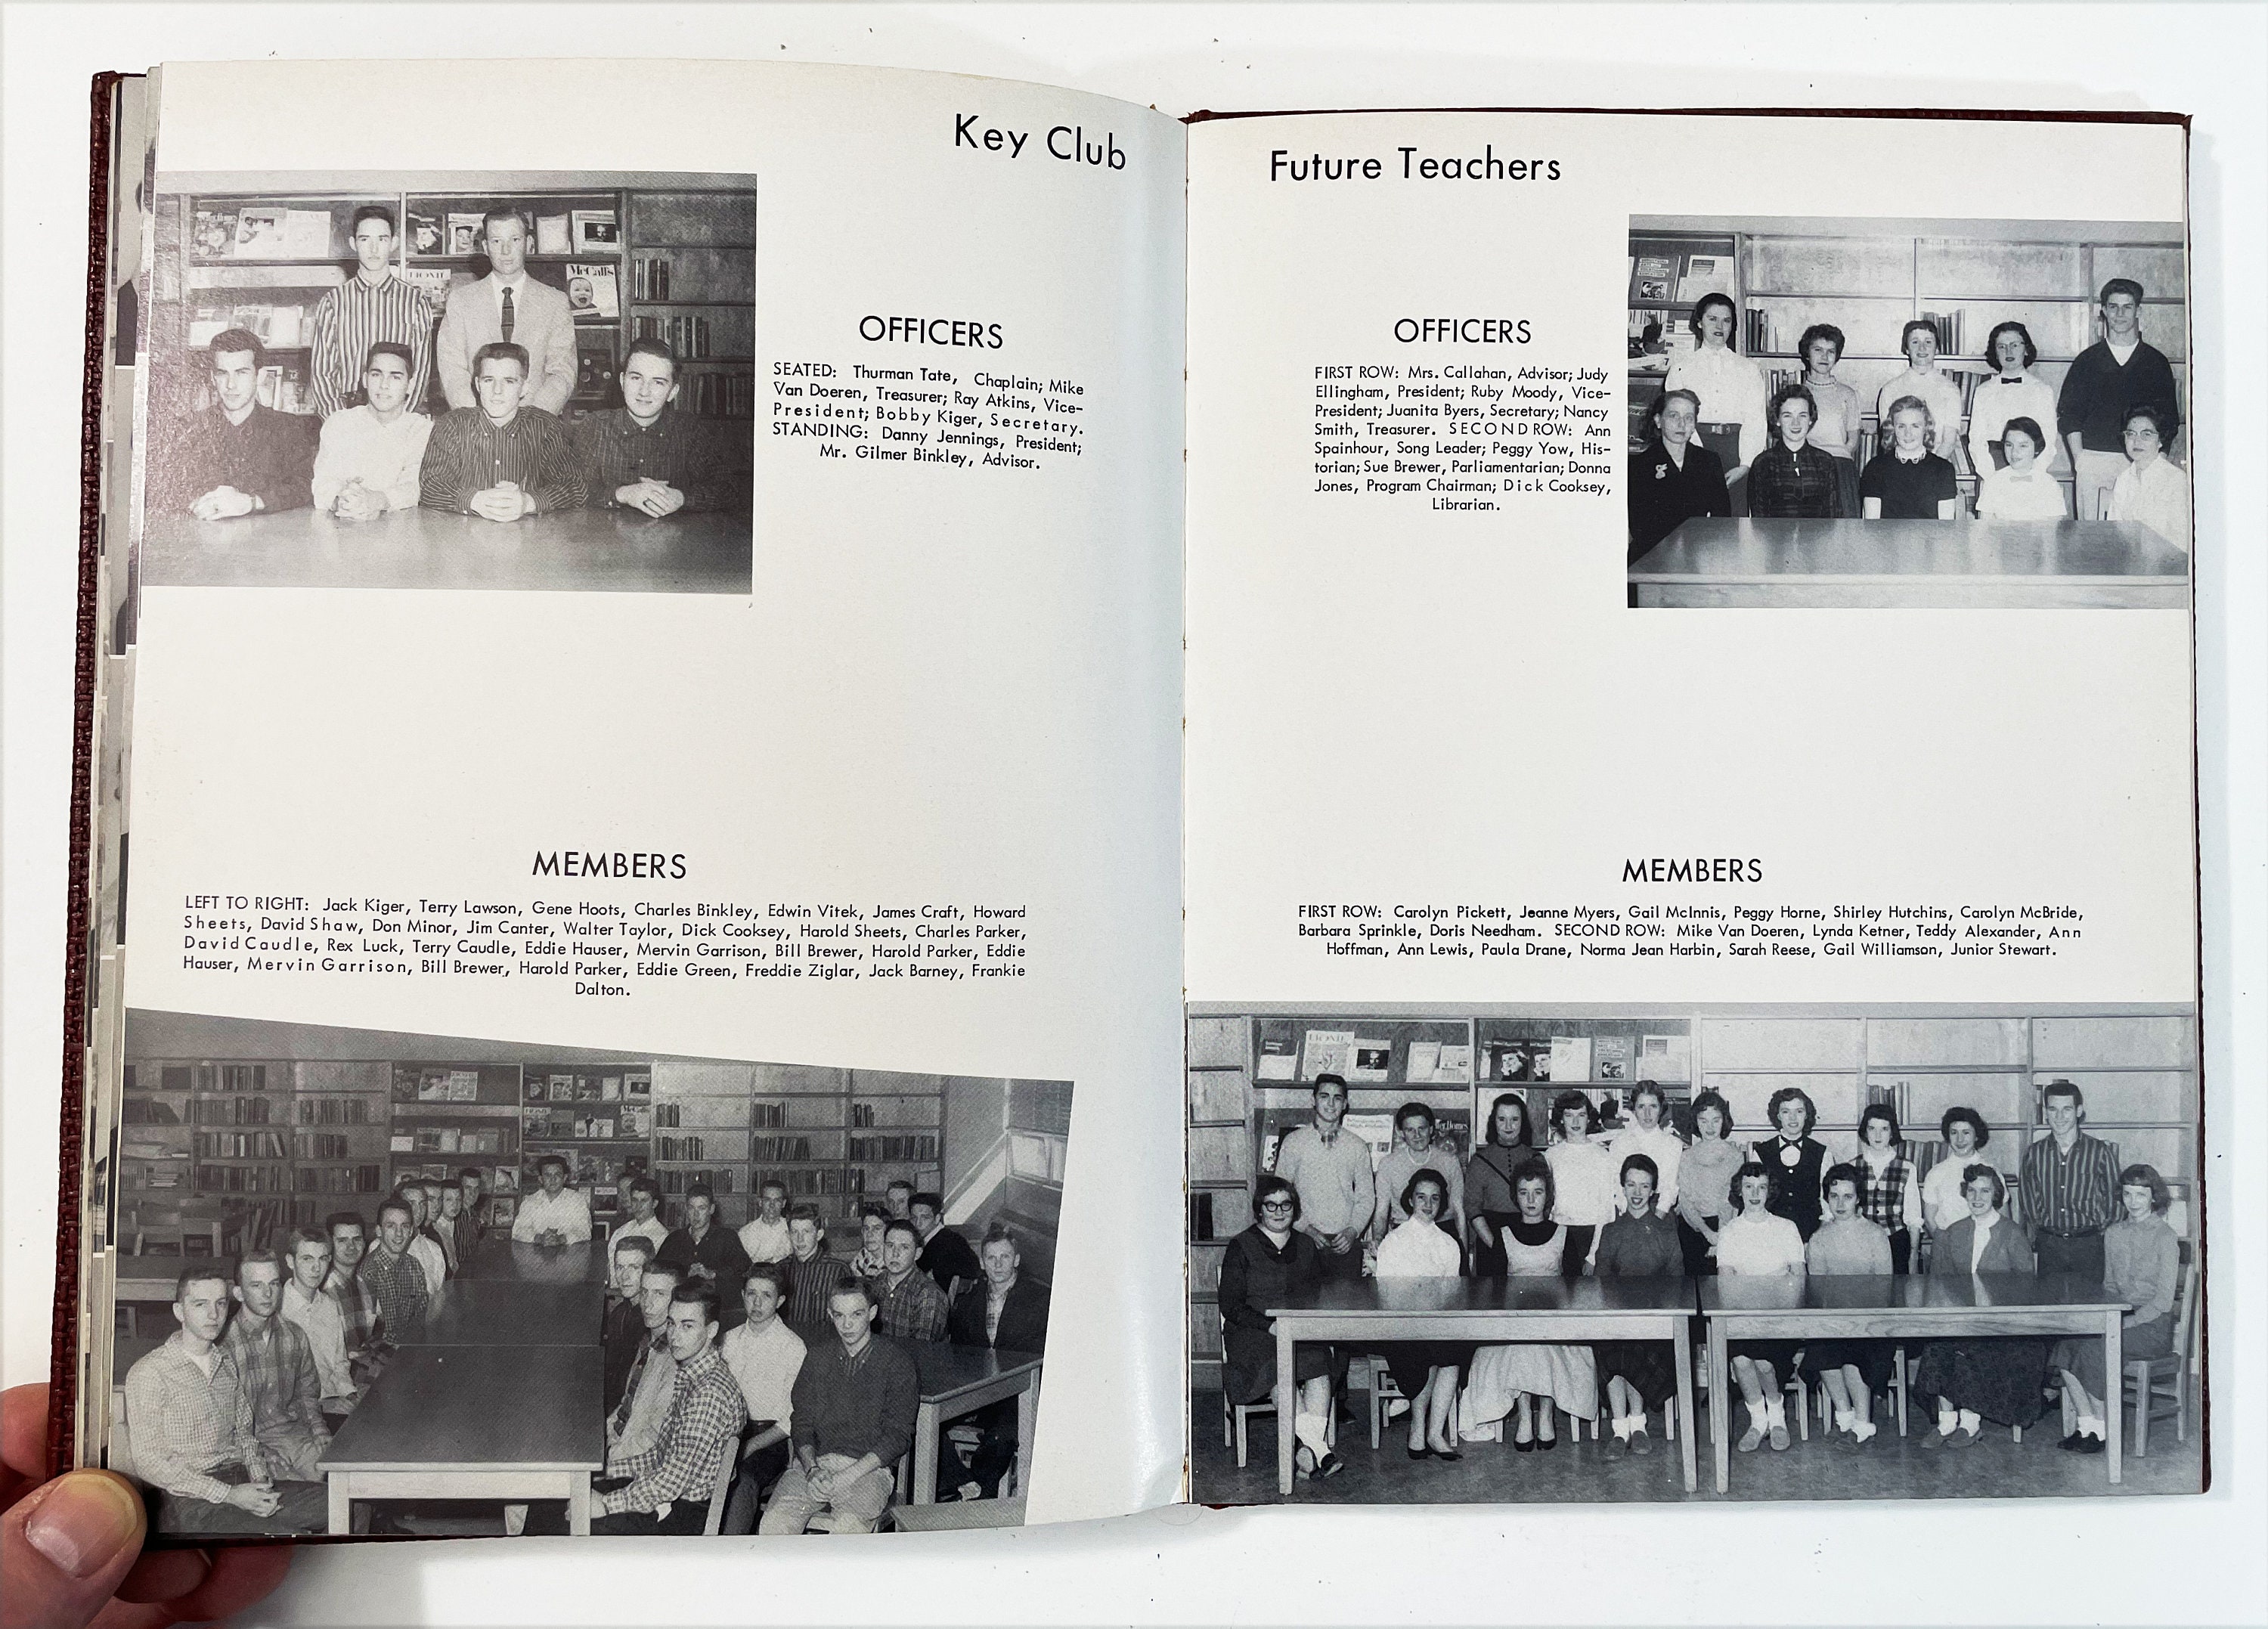 Key Club
OFFICERS
SEATED: Thurman Tate, Chaplain; Mike
Van Doeren, Treasurer; Ray Atkins, Vice-
President; Bobby Kiger, Secretary.
STANDING: Danny Jennings, President;
Mr. Gilmer Binkley, Advisor.
McCall's
HOME
MEMBERS
LEFT TO RIGHT: Jack Kiger, Terry Lawson, Gene Hoots, Charles Binkley, Edwin Vitek, James Craft, Howard
Sheets, David Shaw, Don Minor, Jim Canter, Walter Taylor, Dick Cooksey, Harold Sheets, Charles Parker,
David Caudle, Rex Luck, Terry Caudle, Eddie Hauser, Mervin Garrison, Bill Brewer, Harold Parker, Eddie
Hauser, Mervin Garrison, Bill Brewer, Harold Parker, Eddie Green, Freddie Ziglar, Jack Barney, Frankie
Dalton.
Future Teachers
OFFICERS
FIRST ROW: Mrs. Callahan, Advisor; Judy
Ellingham, President; Ruby Moody, Vice-
President; Juanita Byers, Secretary; Nancy
Smith, Treasurer. SECOND ROW: Ann
Spainhour, Song Leader; Peggy Yow, His-
torian; Sue Brewer, Parliamentarian; Donna
Jones, Program Chairman; Dick Cooksey,
Librarian.
MEMBERS
FIRST ROW: Carolyn Pickett, Jeanne Myers, Gail McInnis, Peggy Horne, Shirley Hutchins, Carolyn McBride,
Barbara Sprinkle, Doris Needham. SECOND ROW: Mike Van Doeren, Lynda Ketner, Teddy Alexander, Ann
Hoffman, Ann Lewis, Paula Drane, Norma Jean Harbin, Sarah Reese, Gail Williamson, Junior Stewart.